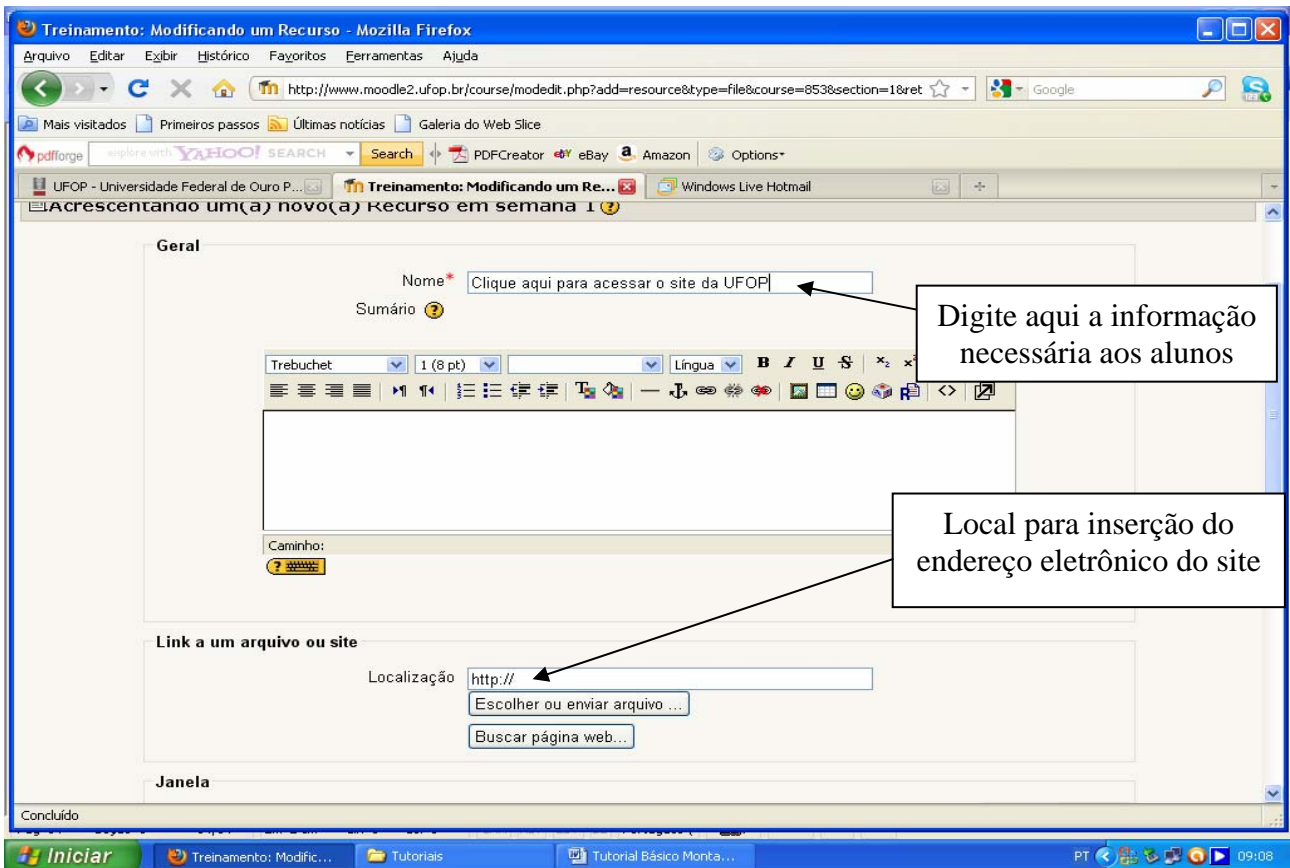 Treinamento: Modificando um Recurso - Mozilla Firefox
Arquivo Editar Exibir Histórico Favoritos Ferramentas Ajuda
http://www.moodle2.ufop.br/course/modedit.php?add=resource&type=file&course=853&section=1&ret
Google
Mais visitados Primeiros passos Últimas notícias Galeria do Web Slice
pdfforge explore with YAHOO! SEARCH Search PDFCreator eBay Amazon Options
UFOP - Universidade Federal de Ouro P... Treinamento: Modificando um Re... Windows Live Hotmail
Acrescentando um(a) novo(a) Recurso em semana 1
Geral
Nome* Clique aqui para acessar o site da UFOP
Digite aqui a informação
necessária aos alunos
Sumário
Trebuchet 1 (8 pt) Língua B I U S
Local para inserção do
endereço eletrônico do site
Caminho:
Link a um arquivo ou site
Localização http://
Escolher ou enviar arquivo ...
Buscar página web...
Janela
Concluído
Iniciar Treinamento: Modific... Tutoriais Tutorial Básico Monta... PT 09:08